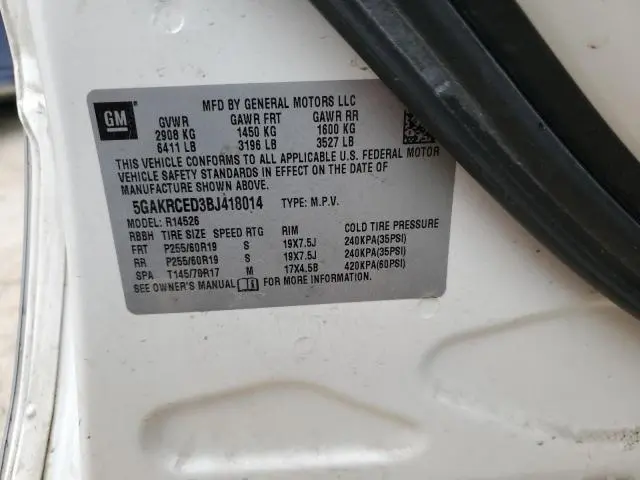 MFD BY GENERAL MOTORS LLC
GM
GVWR GAWR FRT GAWR RR
2908 KG 1450 KG 1600 KG
6411 LB 3196 LB 3527 LB
THIS VEHICLE CONFORMS TO ALL APPLICABLE U.S. FEDERAL MOTOR
VEHICLE SAFETY STANDARDS IN EFFECT ON THE DATE OF
MANUFACTURE SHOWN ABOVE.
5GAKRCED3BJ418014 TYPE: M.P.V.
MODEL: R14526
RBBH TIRE SIZE SPEED RTG RIM COLD TIRE PRESSURE
FRT P255/60R19 S 19X7.5J 240KPA(35PSI)
RR P255/60R19 S 19X7.5J 240KPA(35PSI)
SPA T145/70R17 M 17X4.5B 420KPA(60PSI)
SEE OWNER'S MANUAL FOR MORE INFORMATION.